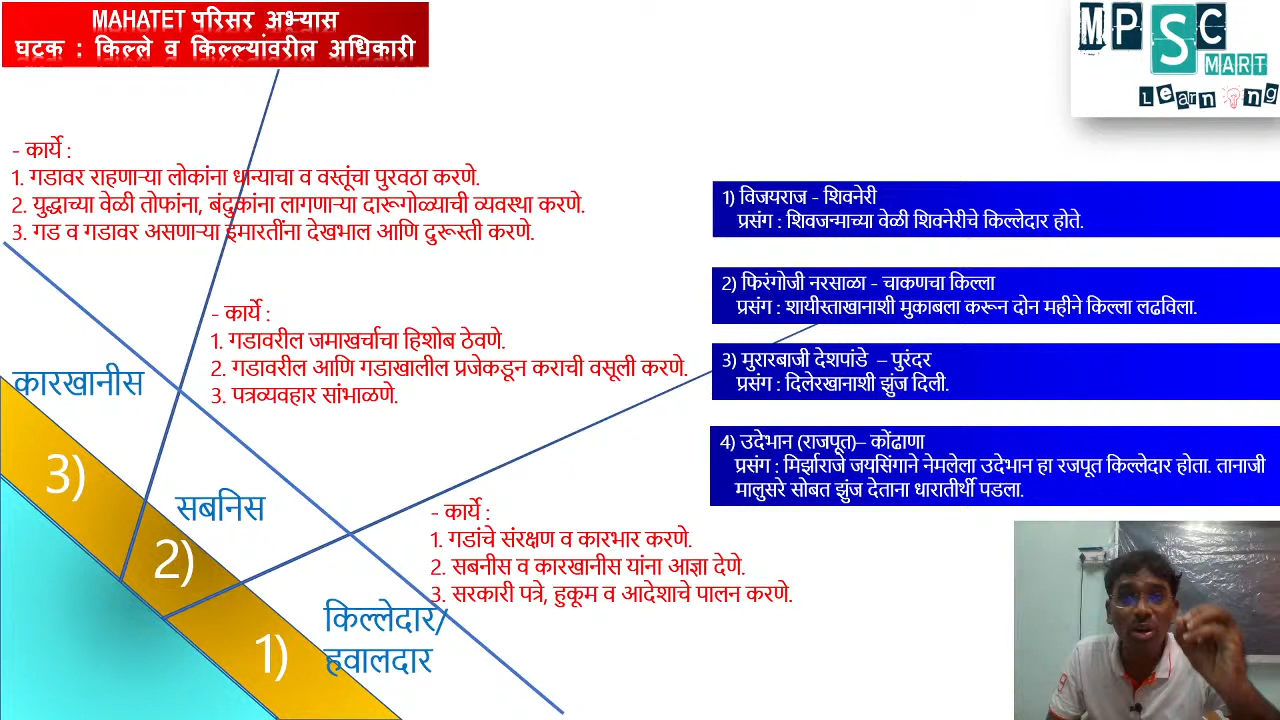 MAHATET परिसर अभ्यास
घटक : किल्ले व किल्ल्यांवरील अधिकारी
MPSC
SMART
Learning
- कार्ये :
1. गडावर राहणाऱ्या लोकांना धान्याचा व वस्तूंचा पुरवठा करणे.
2. युद्धाच्या वेळी तोफांना, बंदुकांना लागणाऱ्या दारूगोळ्याची व्यवस्था करणे.
3. गड व गडावर असणाऱ्या इमारतींना देखभाल आणि दुरूस्ती करणे.
कारखानीस
3)
- कार्ये :
1. गडावरील जमाखर्चाचा हिशोब ठेवणे.
2. गडावरील आणि गडाखालील प्रजेकडून कराची वसूली करणे.
3. पत्रव्यवहार सांभाळणे.
सबनिस
2)
- कार्ये :
1. गडांचे संरक्षण व कारभार करणे.
2. सबनीस व कारखानीस यांना आज्ञा देणे.
3. सरकारी पत्रे, हुकूम व आदेशाचे पालन करणे.
किल्लेदार/
हवालदार
1)
1) विजयराज - शिवनेरी
प्रसंग : शिवजन्माच्या वेळी शिवनेरीचे किल्लेदार होते.
2) फिरंगोजी नरसाळा - चाकणचा किल्ला
प्रसंग : शायीस्ताखानाशी मुकाबला करून दोन महीने किल्ला लढविला.
3) मुरारबाजी देशपांडे – पुरंदर
प्रसंग : दिलेरखानाशी झुंज दिली.
4) उदेभान (राजपूत)– कोंढाणा
प्रसंग : मिर्झाराजे जयसिंगाने नेमलेला उदेभान हा रजपूत किल्लेदार होता. तानाजी
मालुसरे सोबत झुंज देताना धारातीर्थी पडला.